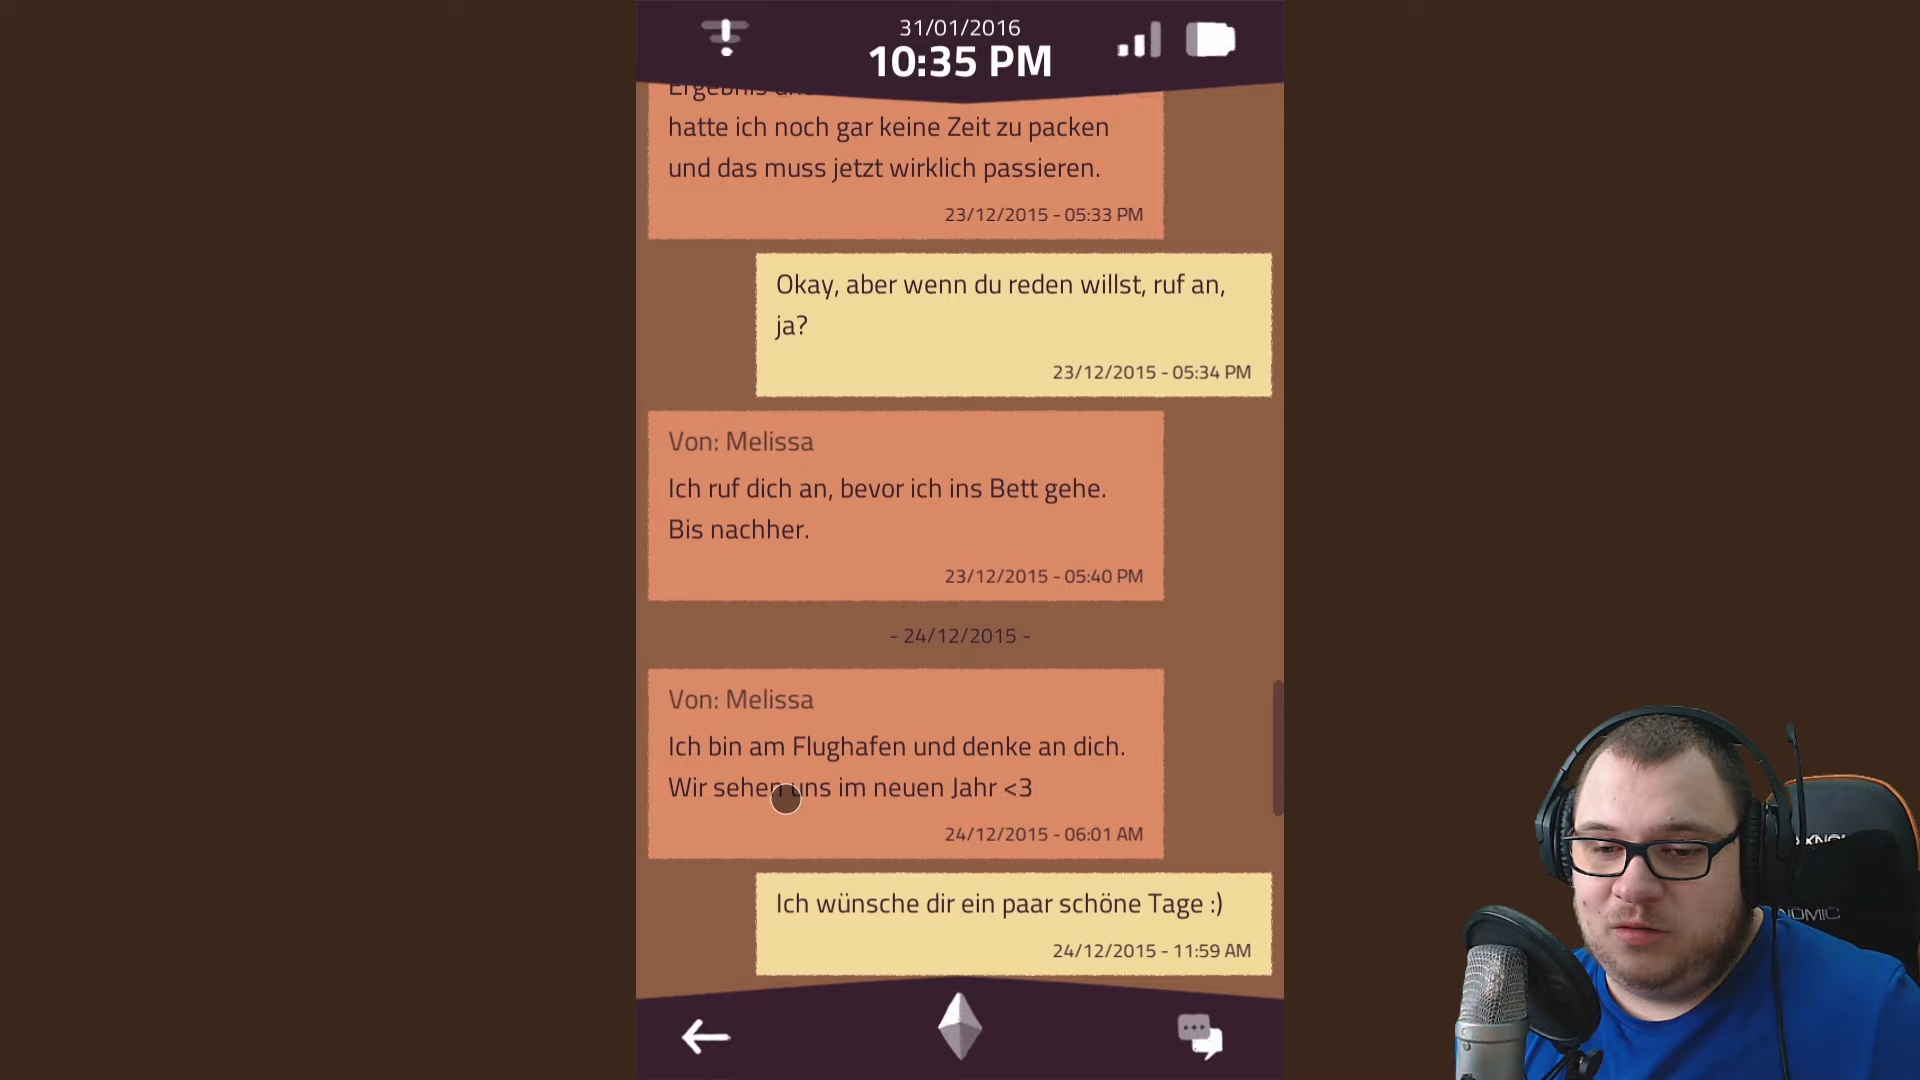 31/01/2016
10:35 PM
Ergebnis und
hatte ich noch gar keine Zeit zu packen
und das muss jetzt wirklich passieren.
23/12/2015 - 05:33 PM
Okay, aber wenn du reden willst, ruf an,
ja?
23/12/2015 - 05:34 PM
Von: Melissa
Ich ruf dich an, bevor ich ins Bett gehe.
Bis nachher.
23/12/2015 - 05:40 PM
- 24/12/2015 -
Von: Melissa
Ich bin am Flughafen und denke an dich.
Wir sehen uns im neuen Jahr <3
24/12/2015 - 06:01 AM
Ich wünsche dir ein paar schöne Tage :)
24/12/2015 - 11:59 AM